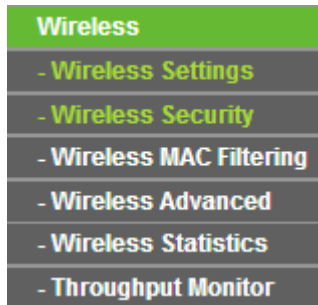 Wireless
- Wireless Settings
- Wireless Security
- Wireless MAC Filtering
- Wireless Advanced
- Wireless Statistics
- Throughput Monitor